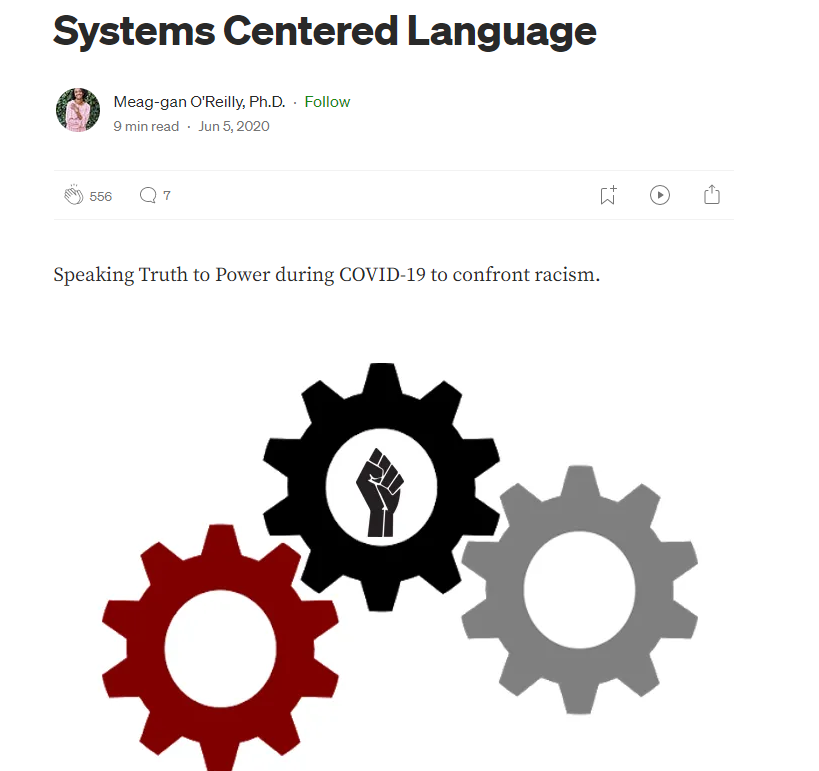 Systems Centered Language
Meag-gan O'Reilly, Ph.D. · Follow
9 min read · Jun 5, 2020
556 7
Speaking Truth to Power during COVID-19 to confront racism.